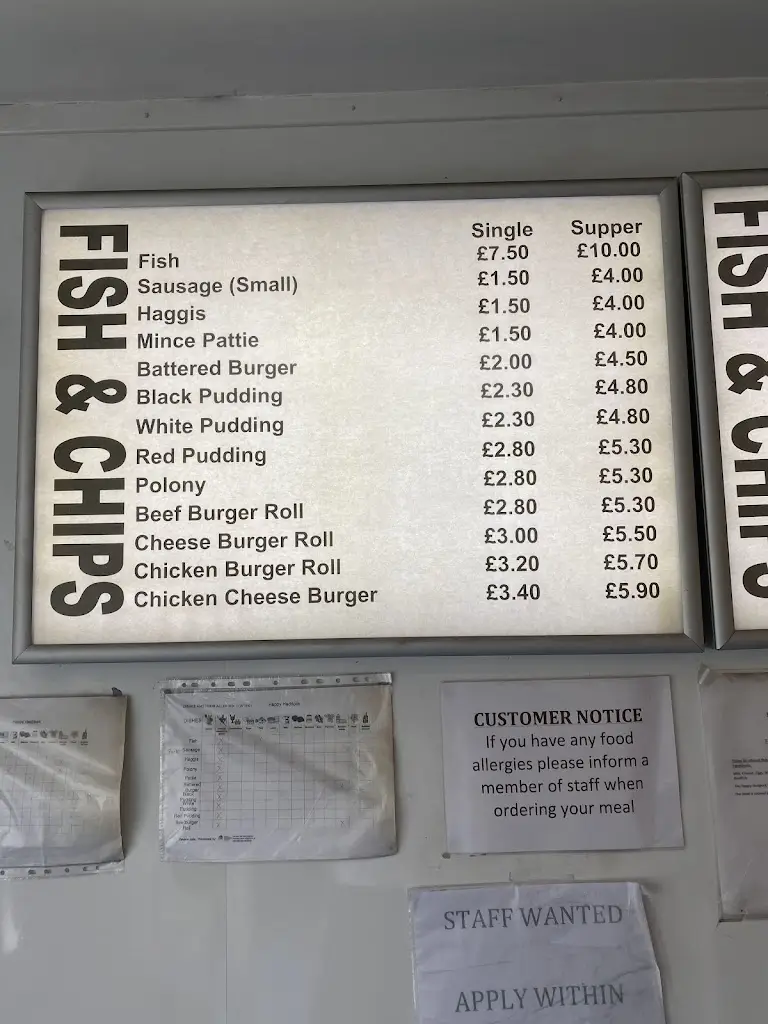 FISH & CHIPS
Single Supper
Fish £7.50 £10.00
Sausage (Small) £1.50 £4.00
Haggis £1.50 £4.00
Mince Pattie £1.50 £4.00
Battered Burger £2.00 £4.50
Black Pudding £2.30 £4.80
White Pudding £2.30 £4.80
Red Pudding £2.80 £5.30
Polony £2.80 £5.30
Beef Burger Roll £2.80 £5.30
Cheese Burger Roll £3.00 £5.50
Chicken Burger Roll £3.20 £5.70
Chicken Cheese Burger £3.40 £5.90
FISH & CHIPS
CUSTOMER NOTICE
If you have any food
allergies please inform a
member of staff when
ordering your meal
STAFF WANTED
APPLY WITHIN